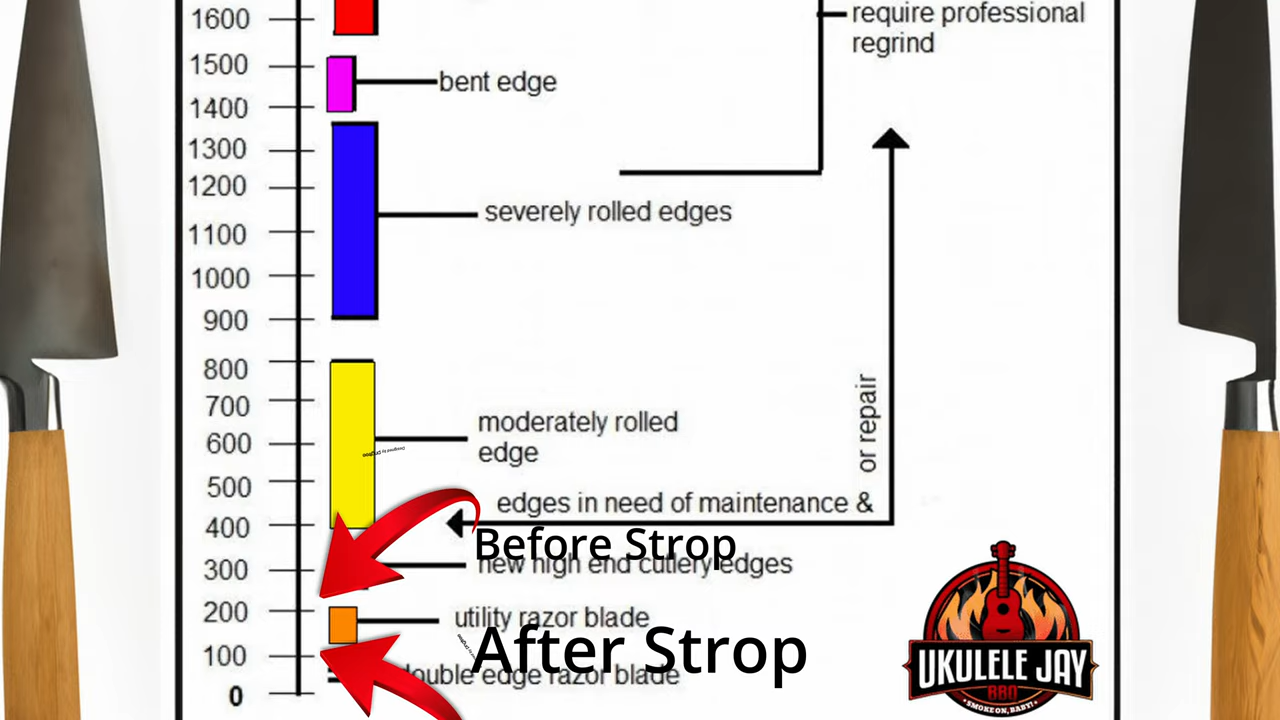 1600
1500
1400
1300
1200
1100
1000
900
800
700
600
500
400
300
200
100
0
require professional
regrind
bent edge
severely rolled edges
moderately rolled
edge
or repair
edges in need of maintenance &
Before Strop
new high end cutlery edges
utility razor blade
After Strop
double edge razor blade
UKULELE JAY
BBQ
SMOKE ON, BABY!